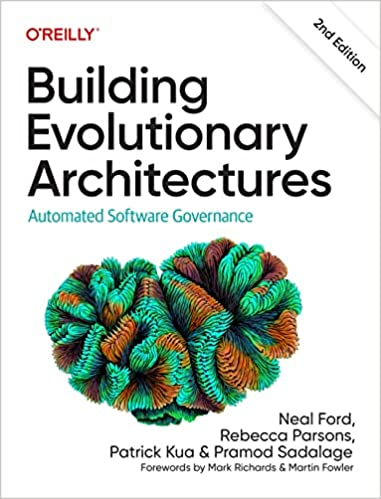 O'REILLY®
2nd Edition
Building
Evolutionary
Architectures
Automated Software Governance
Neal Ford,
Rebecca Parsons,
Patrick Kua & Pramod Sadalage
Forewords by Mark Richards & Martin Fowler